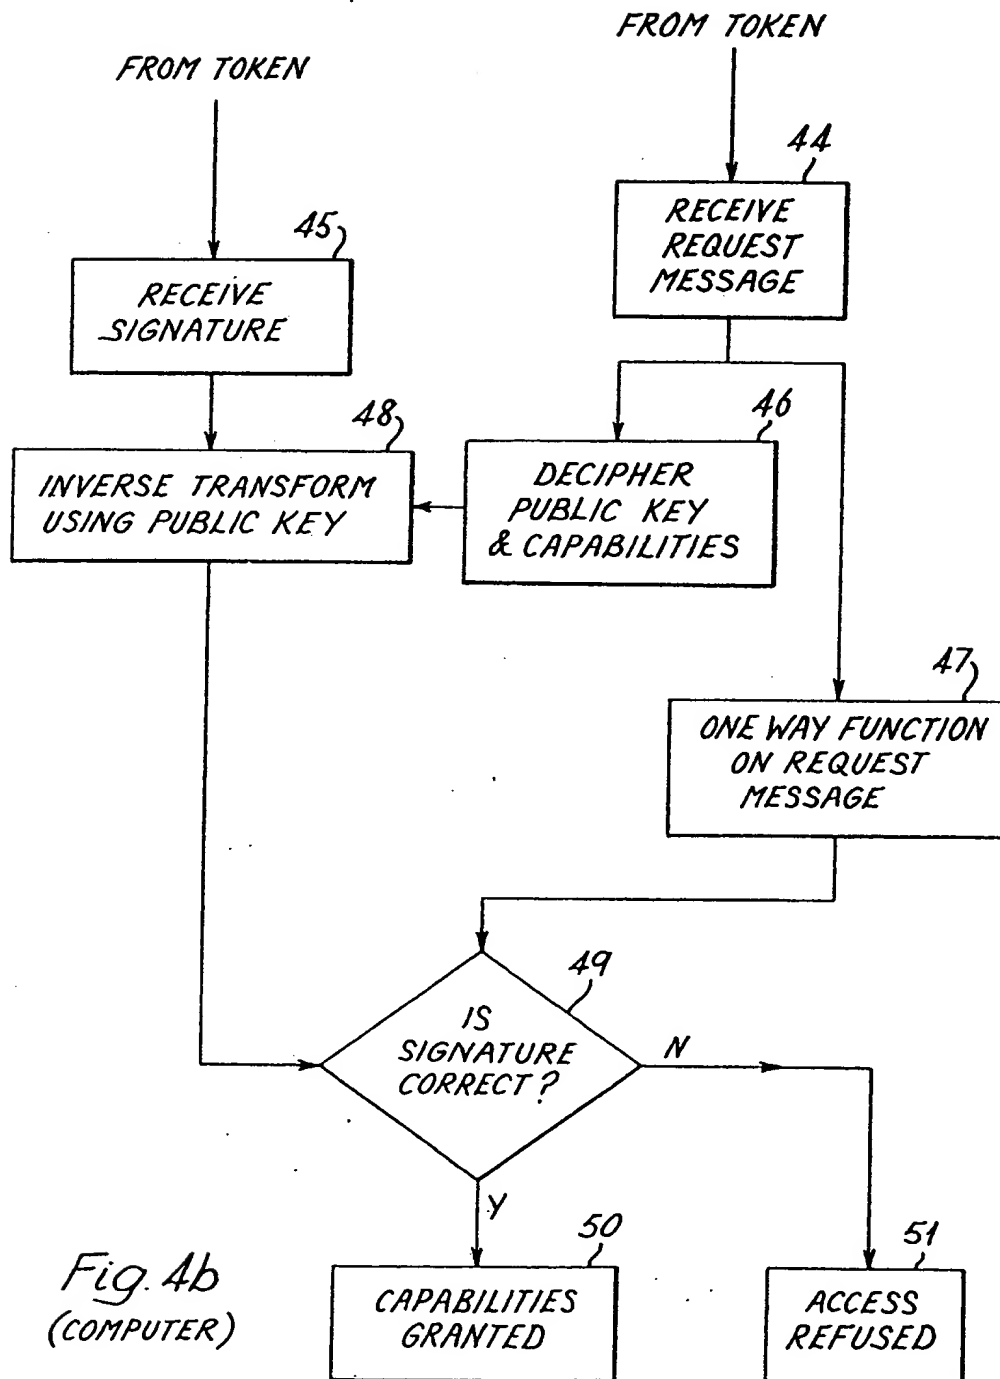 FROM TOKEN
FROM TOKEN
44
RECEIVE
REQUEST
MESSAGE
45
RECEIVE
SIGNATURE
48
INVERSE TRANSFORM
USING PUBLIC KEY
46
DECIPHER
PUBLIC KEY
& CAPABILITIES
47
ONE WAY FUNCTION
ON REQUEST
MESSAGE
49
IS
SIGNATURE
CORRECT?
N
Y
50
CAPABILITIES
GRANTED
51
ACCESS
REFUSED
Fig. 4b
(COMPUTER)